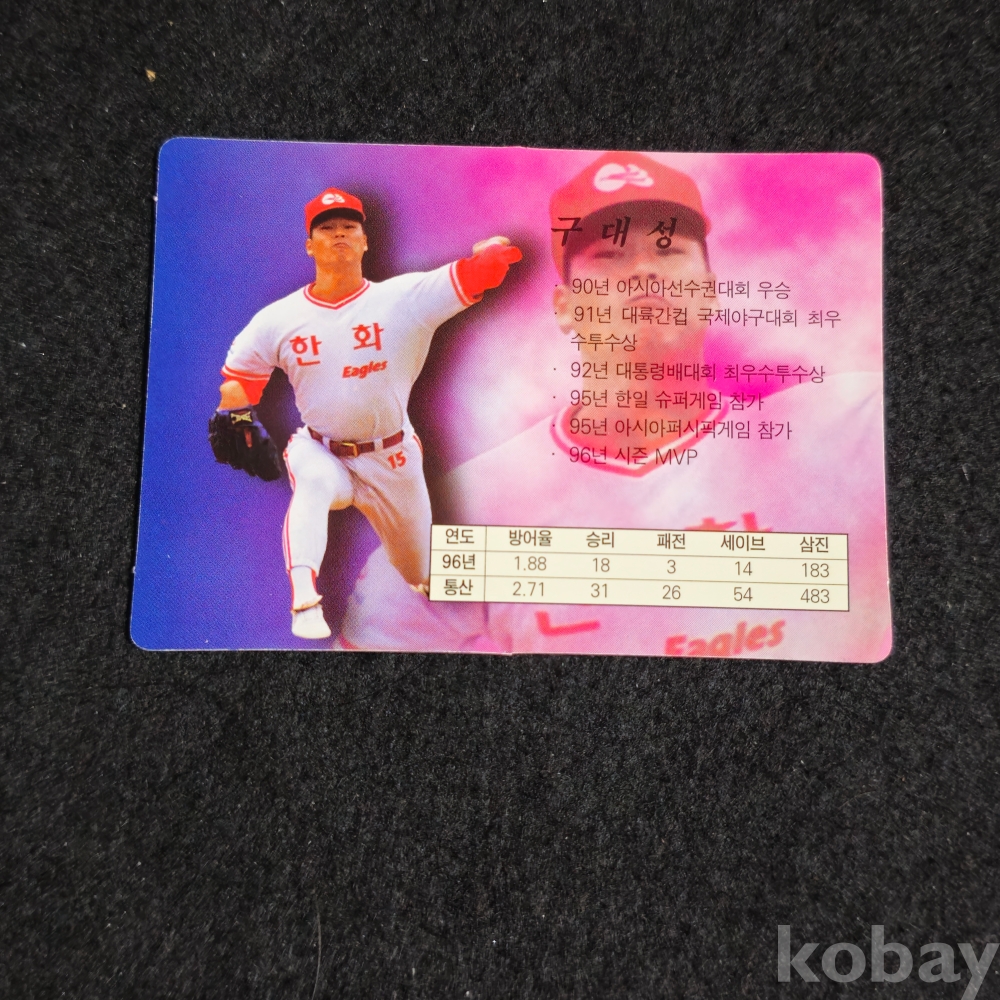 한 화
Eagles
15
구 대 성
· 90년 아시아선수권대회 우승
· 91년 대륙간컵 국제야구대회 최우
수투수상
· 92년 대통령배대회 최우수투수상
· 95년 한일 슈퍼게임 참가
· 95년 아시아퍼시픽게임 참가
· 96년 시즌 MVP
연도 방어율 승리 패전 세이브 삼진
96년 1.88 18 3 14 183
통산 2.71 31 26 54 483
Eagles
kobay